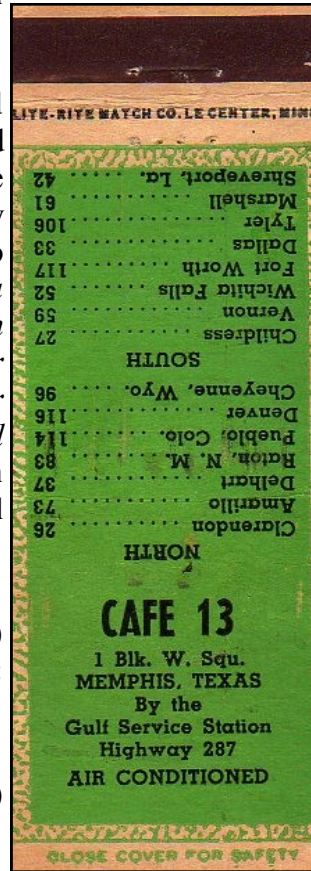 LITE-RITE MATCH CO. LE CENTER, MIN
NORTH
Clarendon ........ 26
Amarillo ........ 73
Delhart ........ 37
Raton, N. M. ........ 83
Pueblo, Colo. ........ 114
Denver ........ 116
Cheyenne, Wyo. ........ 96
SOUTH
Childress ........ 27
Vernon ........ 59
Wichita Falls ........ 52
Fort Worth ........ 117
Dallas ........ 33
Tyler ........ 106
Marshell ........ 61
Shreveport, La. ........ 42
CAFE 13
1 Blk. W. Squ.
MEMPHIS, TEXAS
By the
Gulf Service Station
Highway 287
AIR CONDITIONED
CLOSE COVER FOR SAFETY